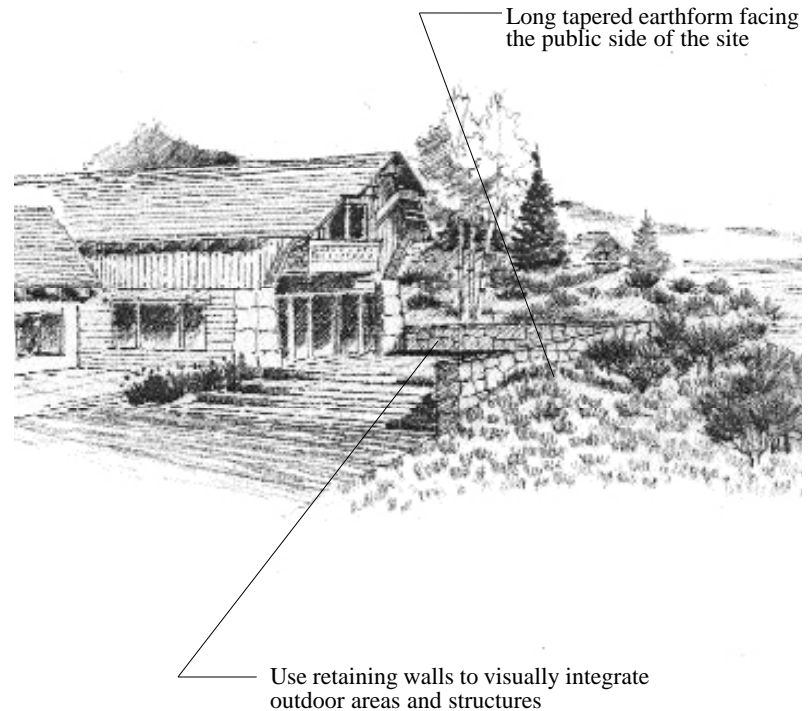 Long tapered earthform facing
the public side of the site
Use retaining walls to visually integrate
outdoor areas and structures